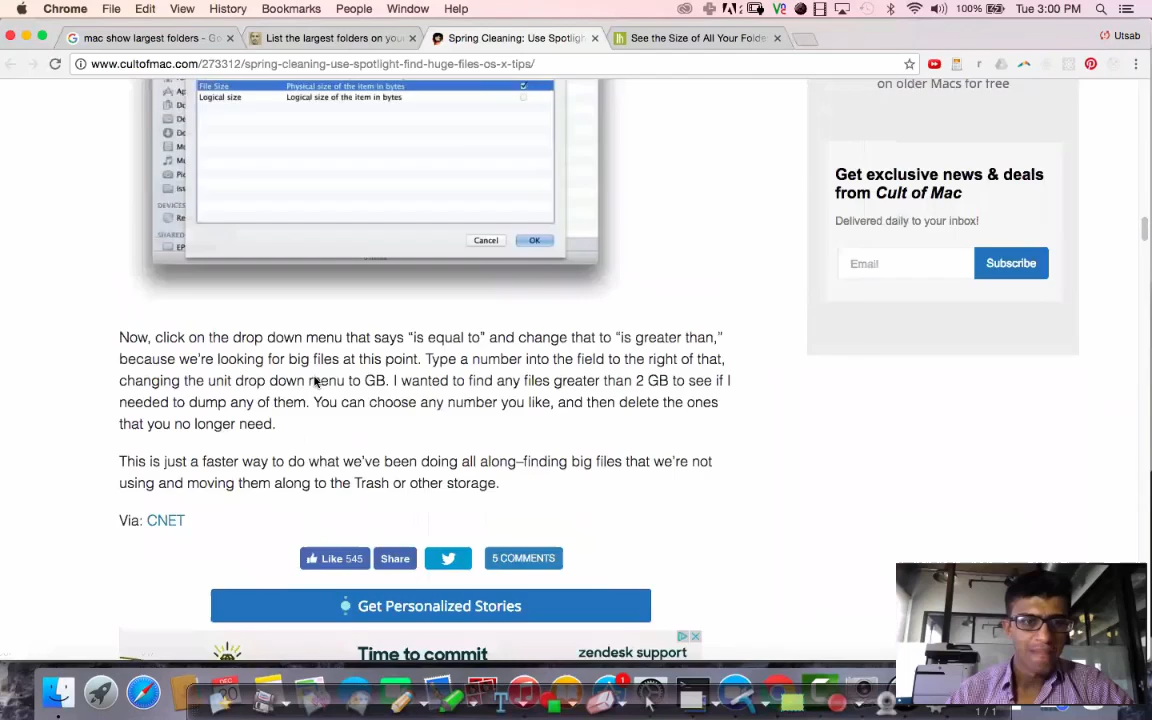 Chrome File Edit View History Bookmarks People Window Help 100% Tue 3:00 PM
mac show largest folders - Go
List the largest folders on you
Spring Cleaning: Use Spotligh
See the Size of All Your Folde
Utsab
www.cultofmac.com/273312/spring-cleaning-use-spotlight-find-huge-files-os-x-tips/
File Size Physical size of the item in bytes
Logical size Logical size of the item in bytes
DEVICES
SHARED
Cancel OK
on older Macs for free
Get exclusive news & deals
from Cult of Mac
Delivered daily to your inbox!
Email Subscribe
Now, click on the drop down menu that says “is equal to” and change that to “is greater than,”
because we’re looking for big files at this point. Type a number into the field to the right of that,
changing the unit drop down menu to GB. I wanted to find any files greater than 2 GB to see if I
needed to dump any of them. You can choose any number you like, and then delete the ones
that you no longer need.
This is just a faster way to do what we’ve been doing all along–finding big files that we’re not
using and moving them along to the Trash or other storage.
Via: CNET
Like 545 Share 5 COMMENTS
Get Personalized Stories
Time to commit zendesk support
1 / 1